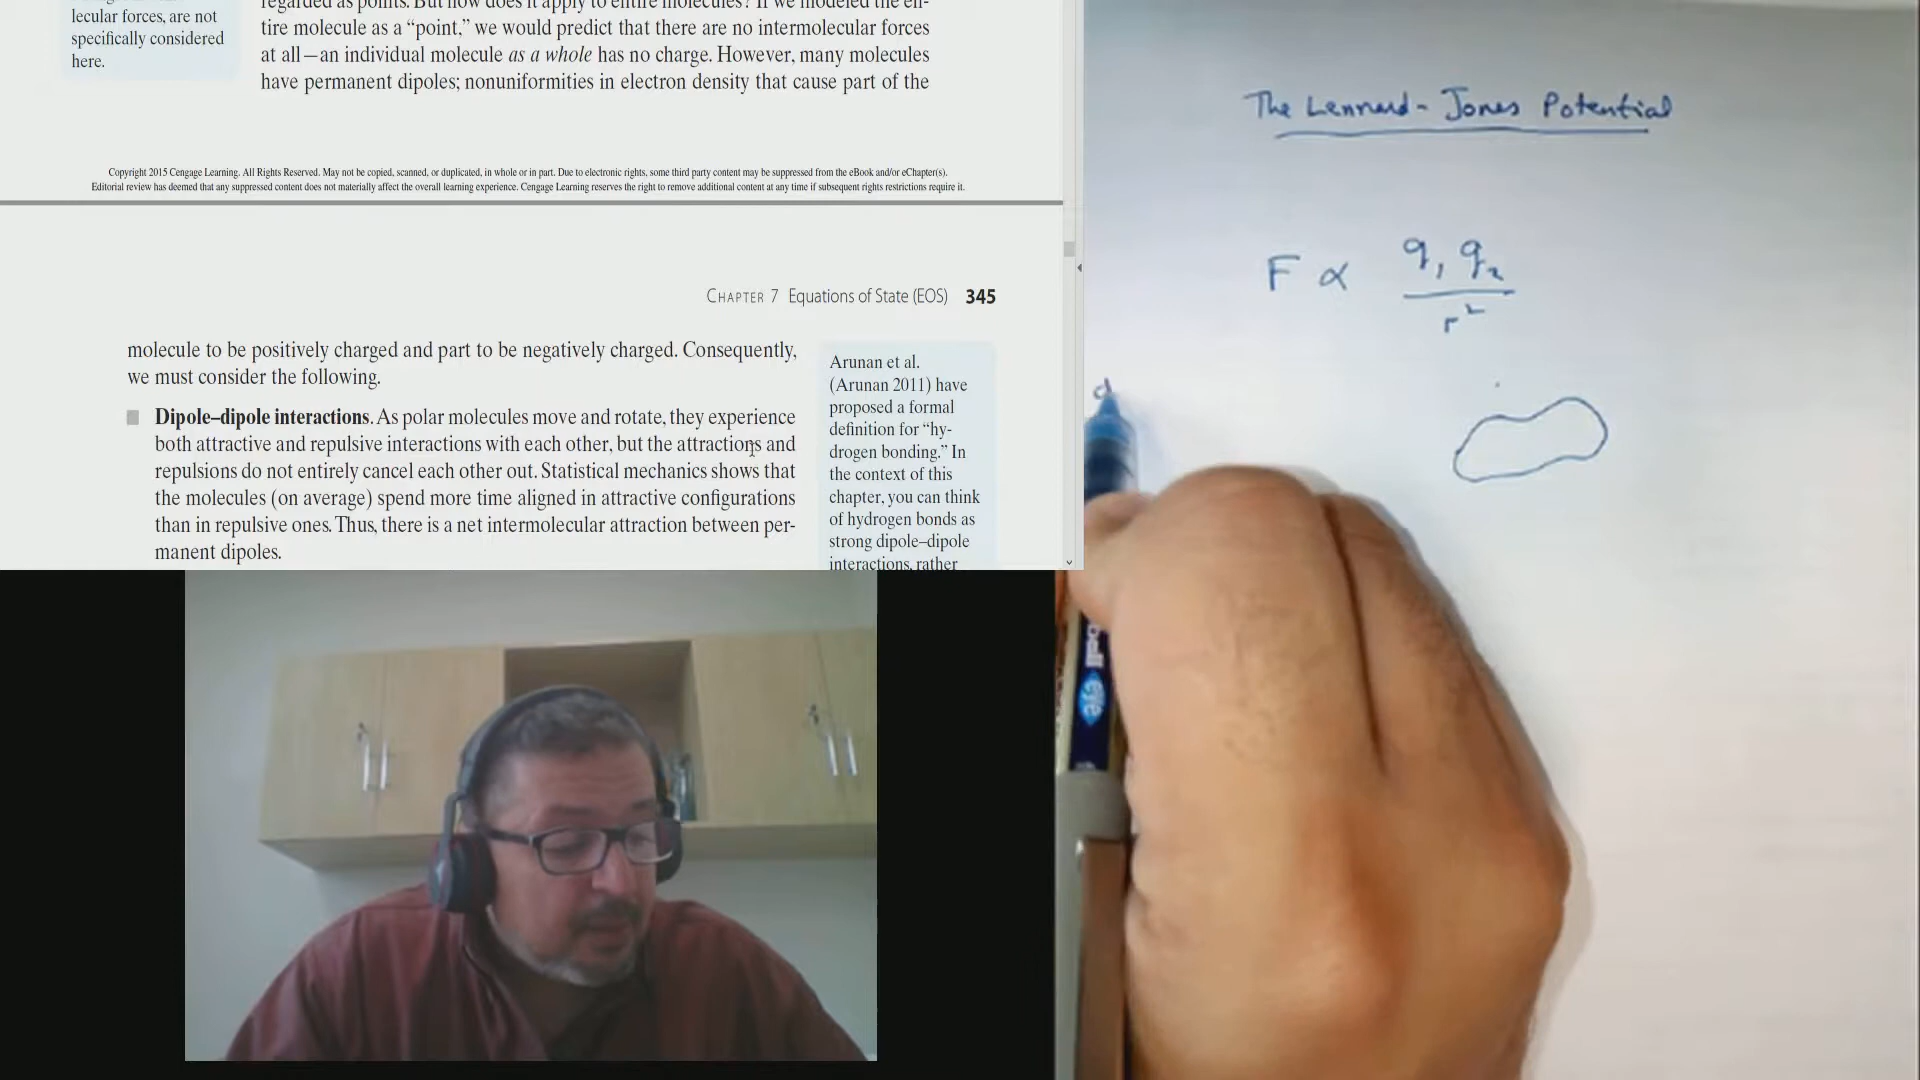 lecular forces, are not
specifically considered
here.
regarded as points. But how does it apply to entire molecules? If we modeled the en-
tire molecule as a “point,” we would predict that there are no intermolecular forces
at all—an individual molecule as a whole has no charge. However, many molecules
have permanent dipoles; nonuniformities in electron density that cause part of the
Copyright 2015 Cengage Learning. All Rights Reserved. May not be copied, scanned, or duplicated, in whole or in part. Due to electronic rights, some third party content may be suppressed from the eBook and/or eChapter(s).
Editorial review has deemed that any suppressed content does not materially affect the overall learning experience. Cengage Learning reserves the right to remove additional content at any time if subsequent rights restrictions require it.
CHAPTER 7 Equations of State (EOS) 345
molecule to be positively charged and part to be negatively charged. Consequently,
we must consider the following.
Dipole–dipole interactions. As polar molecules move and rotate, they experience
both attractive and repulsive interactions with each other, but the attractions and
repulsions do not entirely cancel each other out. Statistical mechanics shows that
the molecules (on average) spend more time aligned in attractive configurations
than in repulsive ones. Thus, there is a net intermolecular attraction between per-
manent dipoles.
Arunan et al.
(Arunan 2011) have
proposed a formal
definition for “hy-
drogen bonding.” In
the context of this
chapter, you can think
of hydrogen bonds as
strong dipole–dipole
interactions, rather
The Lennard-Jones Potential
F ∝ q₁ q₂
r²
eye